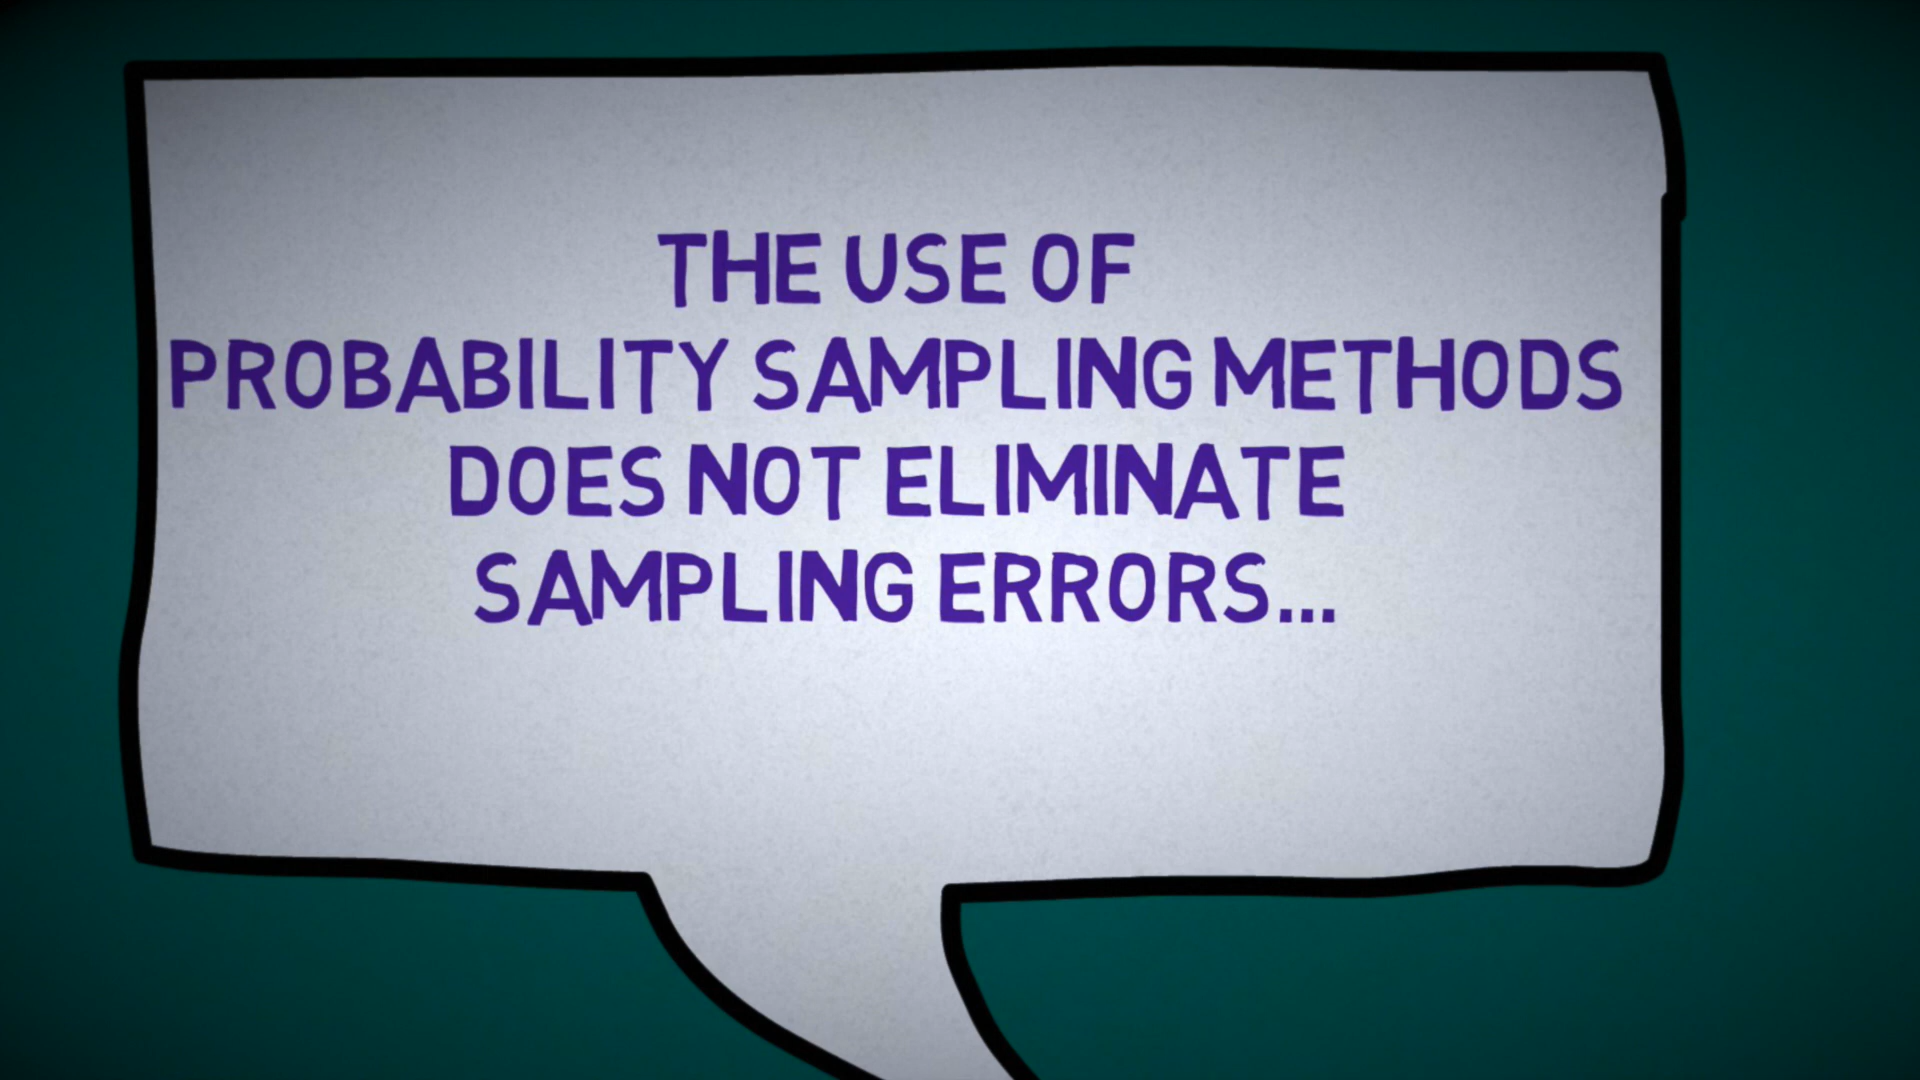 THE USE OF
PROBABILITY SAMPLING METHODS
DOES NOT ELIMINATE
SAMPLING ERRORS...